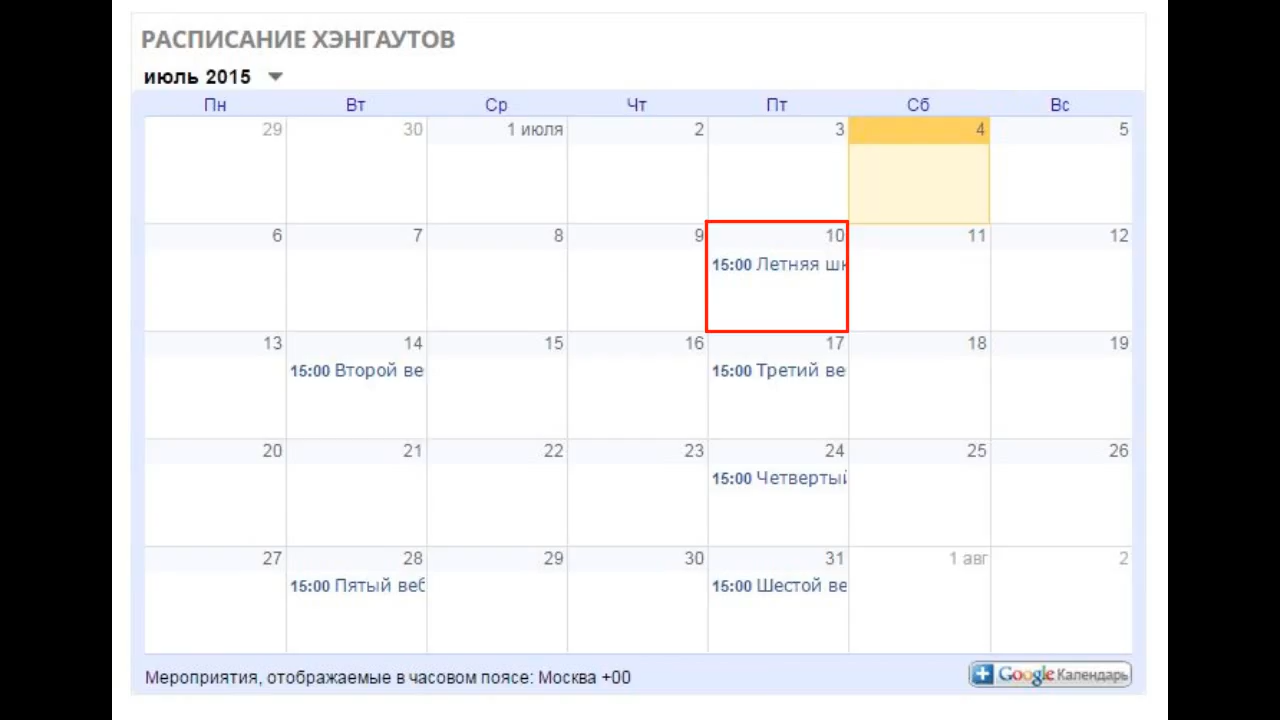 РАСПИСАНИЕ ХЭНГАУТОВ
июль 2015
Пн Вт Ср Чт Пт Сб Вс
29 30 1 июля 2 3 4 5
6 7 8 9 10 11 12
15:00 Летняя
13 14 15 16 17 18 19
15:00 Второй ве 15:00 Третий ве
20 21 22 23 24 25 26
15:00 Четвертый
27 28 29 30 31 1 авг 2
15:00 Пятый веб 15:00 Шестой ве
Мероприятия, отображаемые в часовом поясе: Москва +00
Google Календарь